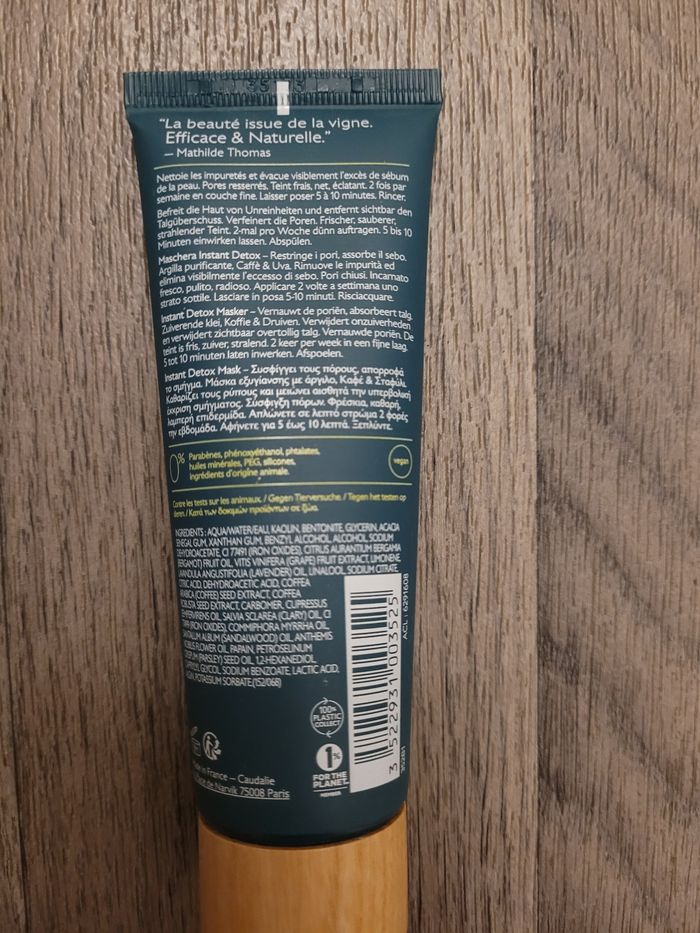 35 3
"La beauté issue de la vigne.
Efficace & Naturelle."
— Mathilde Thomas
Nettoie les impuretés et évacue visiblement l'excès de sébum
de la peau. Pores resserrés. Teint frais, net, éclatant. 2 fois par
semaine en couche fine. Laisser poser 5 à 10 minutes. Rincer.
Befreit die Haut von Unreinheiten und entfernt sichtbar den
Talgüberschuss. Verfeinert die Poren. Frischer, sauberer,
strahlender Teint. 2-mal pro Woche dünn auftragen. 5 bis 10
Minuten einwirken lassen. Abspülen.
Maschera Instant Detox – Restringe i pori, assorbe il sebo.
Argilla purificante, Caffè & Uva. Rimuove le impurità ed
elimina visibilmente l'eccesso di sebo. Pori chiusi. Incarnato
fresco, pulito, radioso. Applicare 2 volte a settimana uno
strato sottile. Lasciare in posa 5-10 minuti. Risciacquare.
Instant Detox Masker – Vernauwt de poriën, absorbeert talg.
Zuiverende klei, Koffie & Druiven. Verwijdert onzuiverheden
en verwijdert zichtbaar overtollig talg. Vernauwde poriën. De
teint is fris, zuiver, stralend. 2 keer per week in een fijne laag.
5 tot 10 minuten laten inwerken. Afspoelen.
Instant Detox Mask – Συσφίγγει τους πόρους, απορροφά
το σμήγμα. Μάσκα εξυγίανσης με άργιλο, Καφέ & Σταφύλι.
Καθαρίζει τους ρύπους και μειώνει αισθητά την υπερβολική
έκκριση σμήγματος. Σύσφιγξη πόρων. Φρέσκια, καθαρή,
λαμπερή επιδερμίδα. Απλώνετε σε λεπτό στρώμα 2 φορές
την εβδομάδα. Αφήνετε για 5 έως 10 λεπτά. Ξεπλύντε.
0% Parabènes, phénoxyéthanol, phtalates,
huiles minérales, PEG, silicones,
ingrédients d'origine animale.
vegan
Contre les tests sur les animaux. / Gegen Tierversuche. / Tegen het testen op
dieren. / Κατά των δοκιμών προϊόντων σε ζώα.
INGREDIENTS : AQUA/WATER/EAU, KAOLIN, BENTONITE, GLYCERIN, ACACIA
SENEGAL GUM, XANTHAN GUM, BENZYL ALCOHOL, ALCOHOL, SODIUM
DEHYDROACETATE, CI 77491 (IRON OXIDES), CITRUS AURANTIUM BERGAMIA
(BERGAMOT) FRUIT OIL, VITIS VINIFERA (GRAPE) FRUIT EXTRACT, LIMONENE,
LAVANDULA ANGUSTIFOLIA (LAVENDER) OIL, LINALOOL, SODIUM CITRATE,
CITRIC ACID, DEHYDROACETIC ACID, COFFEA
ARABICA (COFFEE) SEED EXTRACT, COFFEA
ROBUSTA SEED EXTRACT, CARBOMER, CUPRESSUS
SEMPERVIRENS OIL, SALVIA SCLAREA (CLARY) OIL, CI
(IRON OXIDES), COMMIPHORA MYRRHA OIL,
SANTALUM ALBUM (SANDALWOOD) OIL, ANTHEMIS
NOBILIS FLOWER OIL, PAPAIN, PETROSELINUM
CRISPUM (PARSLEY) SEED OIL, 1,2-HEXANEDIOL,
CAPRYLYL GLYCOL, SODIUM BENZOATE, LACTIC ACID,
POTASSIUM SORBATE.(152/068)
ACL : 6291608
3 522931 003525
35281
100%
PLASTIC
COLLECT
1%
FOR THE
PLANET.
MEMBER
Made in France – Caudalie
Place de Narvik 75008 Paris